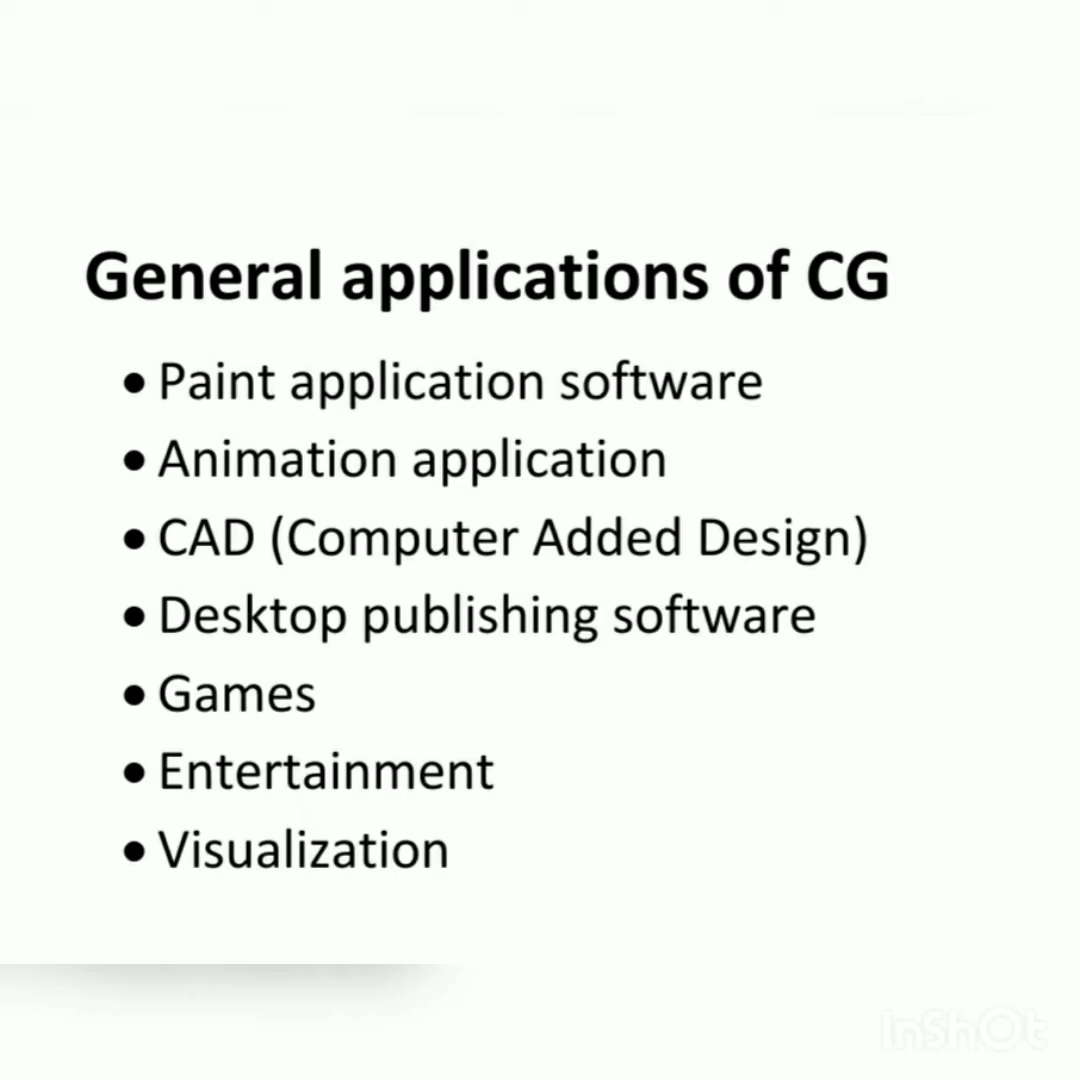 General applications of CG
• Paint application software
• Animation application
• CAD (Computer Added Design)
• Desktop publishing software
• Games
• Entertainment
• Visualization
InShOt